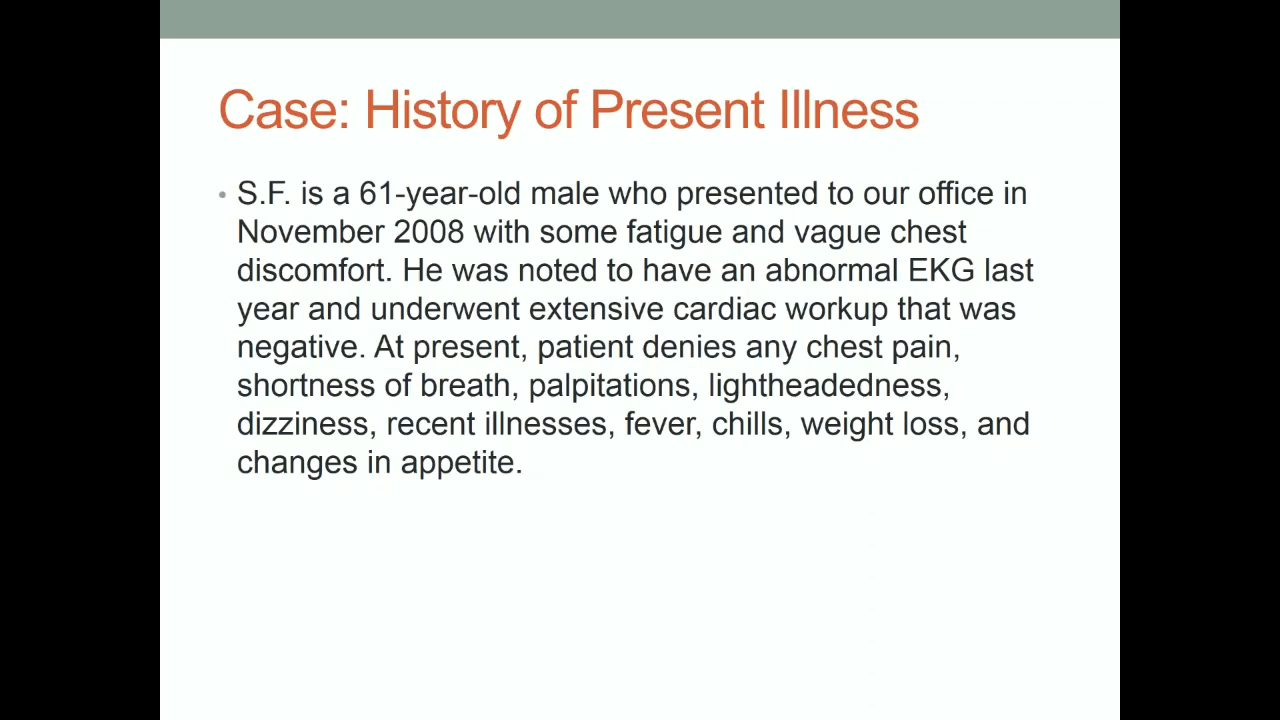 Case: History of Present Illness
• S.F. is a 61-year-old male who presented to our office in
November 2008 with some fatigue and vague chest
discomfort. He was noted to have an abnormal EKG last
year and underwent extensive cardiac workup that was
negative. At present, patient denies any chest pain,
shortness of breath, palpitations, lightheadedness,
dizziness, recent illnesses, fever, chills, weight loss, and
changes in appetite.